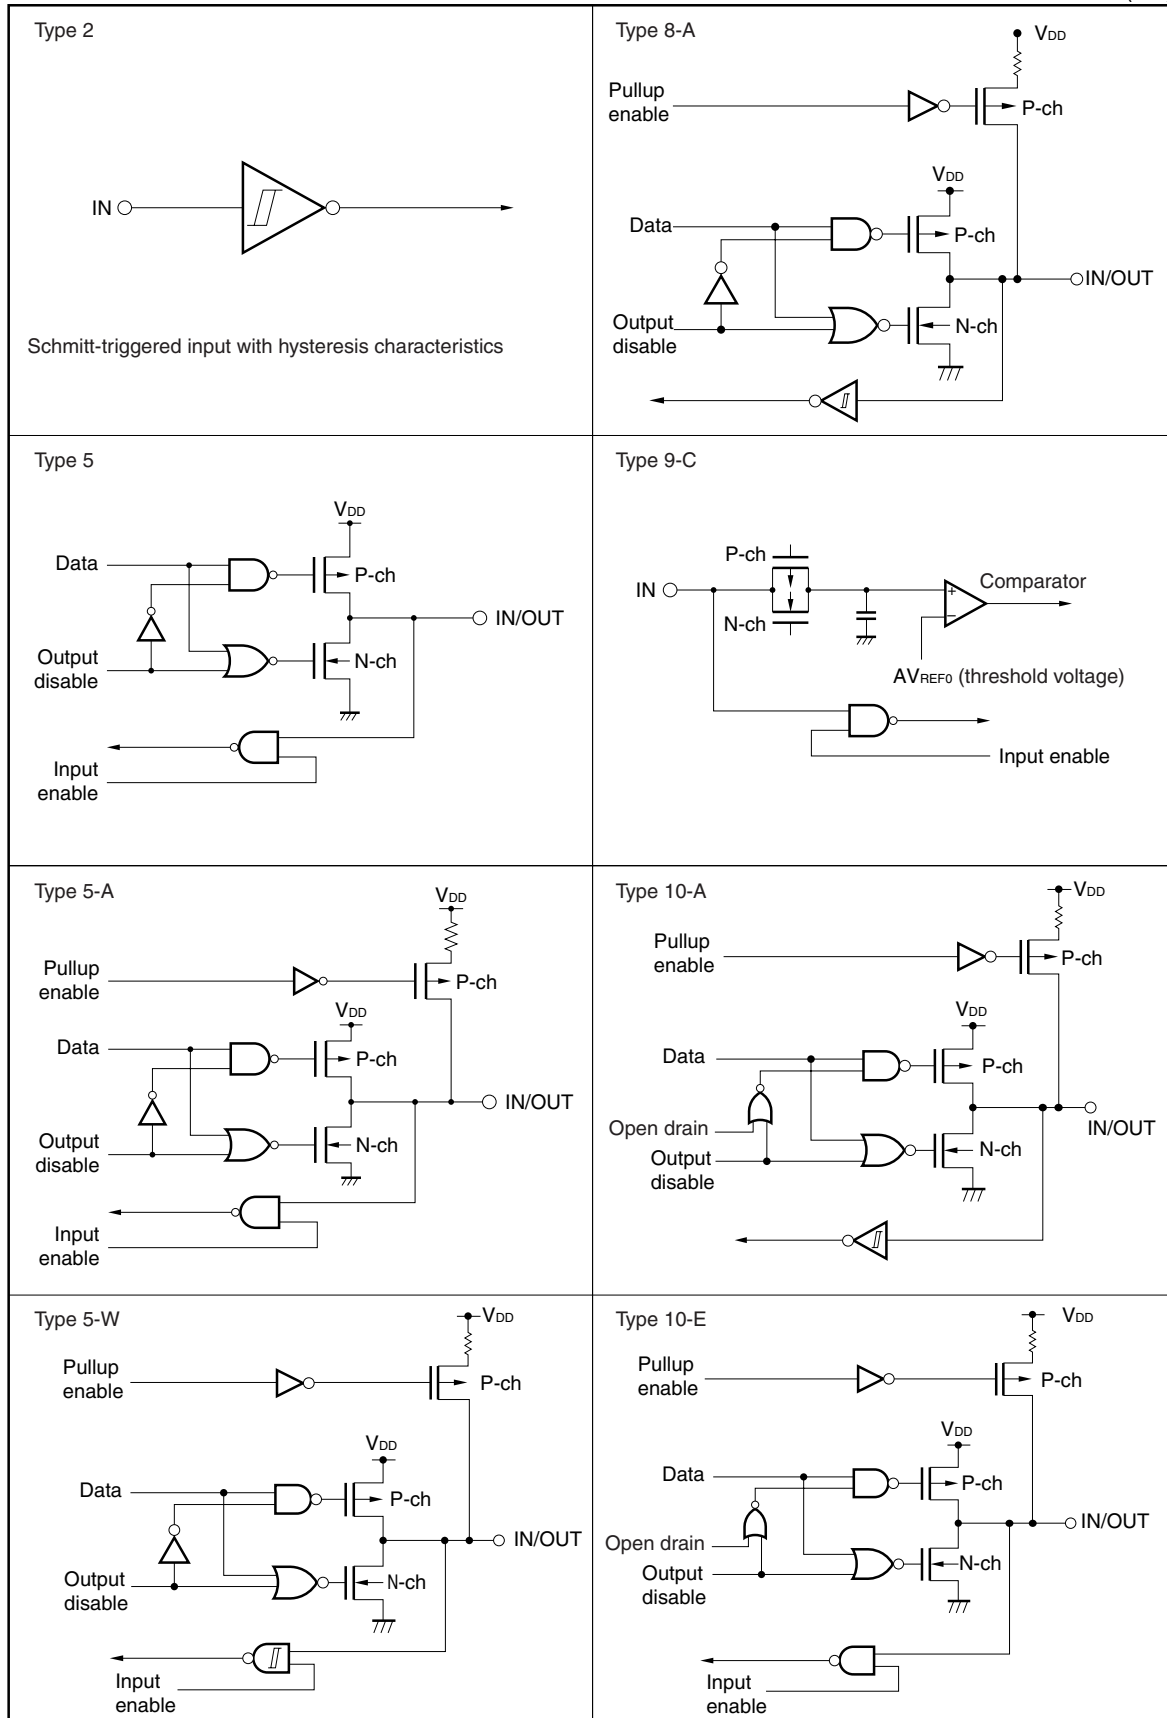 Type 2
IN
Schmitt-triggered input with hysteresis characteristics
Type 8-A
VDD
Pullup
enable
P-ch
VDD
Data
P-ch
IN/OUT
Output
disable
N-ch
Type 5
VDD
Data
P-ch
IN/OUT
Output
disable
N-ch
Input
enable
Type 9-C
P-ch
IN
N-ch
Comparator
+
−
AVREF0 (threshold voltage)
Input enable
Type 5-A
VDD
Pullup
enable
P-ch
VDD
Data
P-ch
IN/OUT
Output
disable
N-ch
Input
enable
Type 10-A
VDD
Pullup
enable
P-ch
VDD
Data
P-ch
IN/OUT
Open drain
Output
disable
N-ch
Type 5-W
VDD
Pullup
enable
P-ch
VDD
Data
P-ch
IN/OUT
Output
disable
N-ch
Input
enable
Type 10-E
VDD
Pullup
enable
P-ch
VDD
Data
P-ch
IN/OUT
Open drain
Output
disable
N-ch
Input
enable